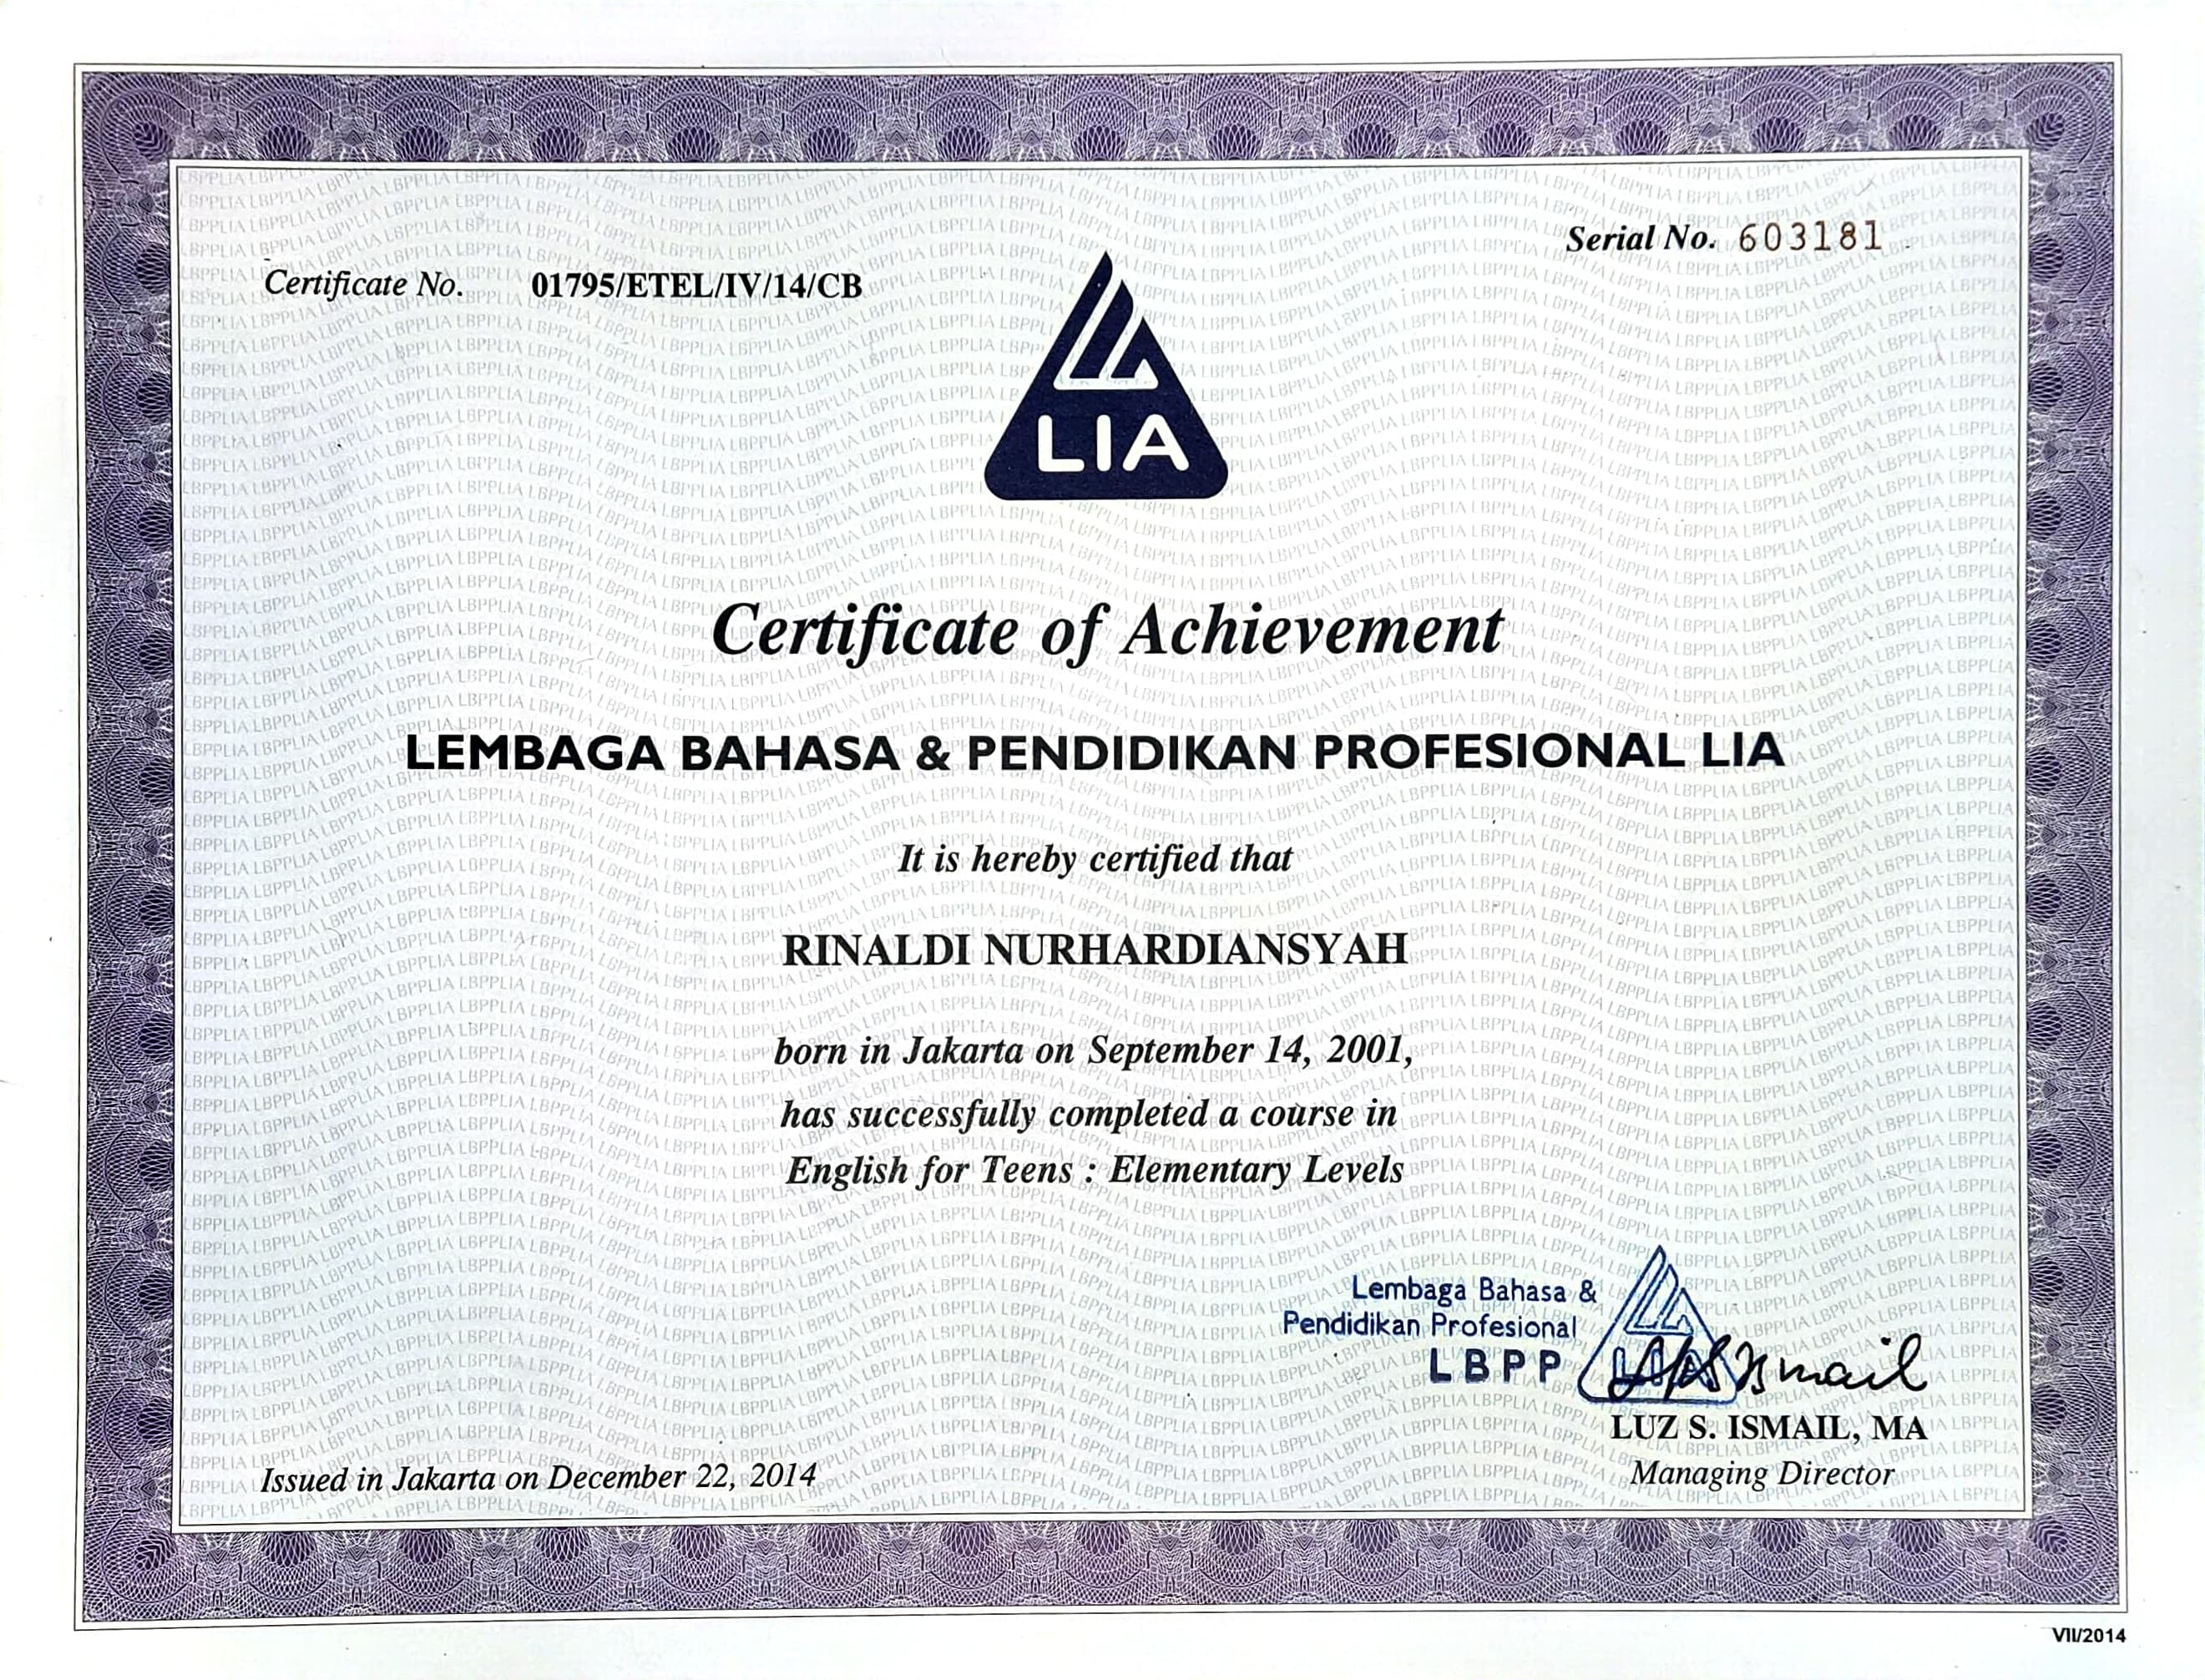 Serial No. 603181
Certificate No. 01795/ETEL/IV/14/CB
LIA
Certificate of Achievement
LEMBAGA BAHASA & PENDIDIKAN PROFESIONAL LIA
It is hereby certified that
RINALDI NURHARDIANSYAH
born in Jakarta on September 14, 2001,
has successfully completed a course in
English for Teens : Elementary Levels
Lembaga Bahasa &
Pendidikan Profesional
LBPP LIA
LUZ S. ISMAIL, MA
Managing Director
Issued in Jakarta on December 22, 2014
VII/2014